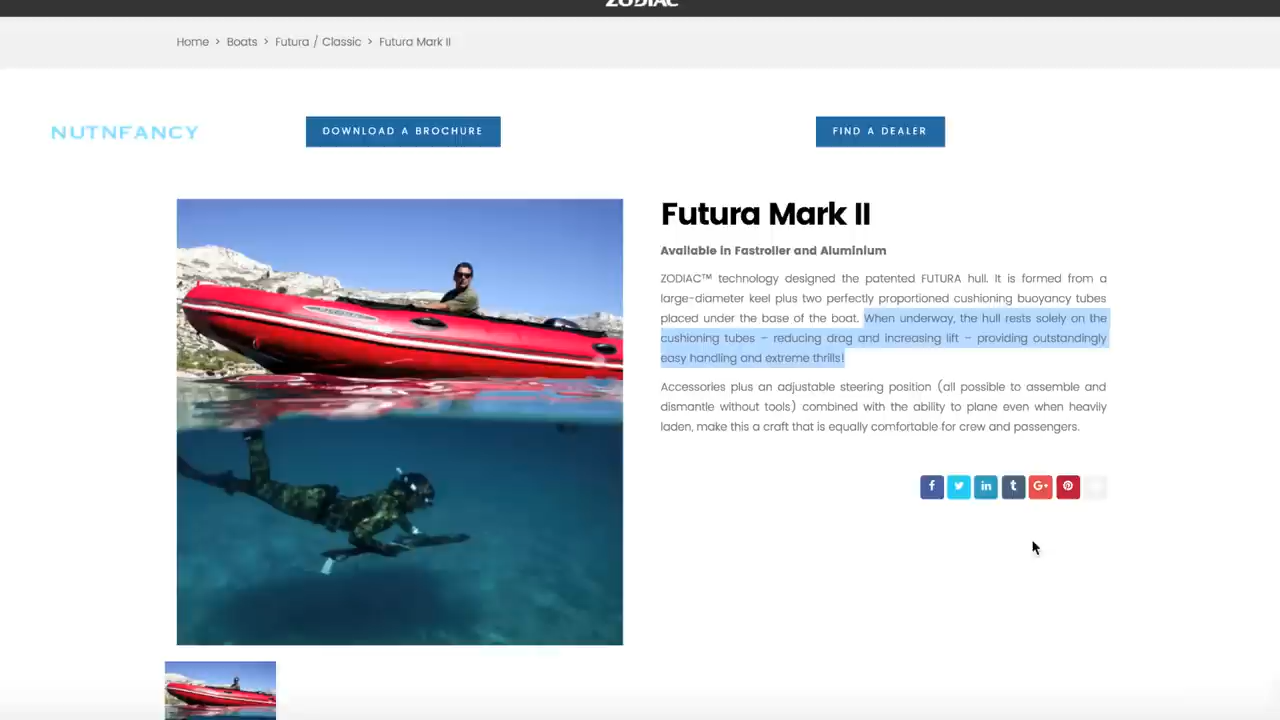 ZODIAC
Home > Boats > Futura / Classic > Futura Mark II
NUTNFANCY
DOWNLOAD A BROCHURE
FIND A DEALER
Futura Mark II
Available in Fastroller and Aluminium
ZODIAC™ technology designed the patented FUTURA hull. It is formed from a
large-diameter keel plus two perfectly proportioned cushioning buoyancy tubes
placed under the base of the boat. When underway, the hull rests solely on the
cushioning tubes – reducing drag and increasing lift – providing outstandingly
easy handling and extreme thrills!
Accessories plus an adjustable steering position (all possible to assemble and
dismantle without tools) combined with the ability to plane even when heavily
laden, make this a craft that is equally comfortable for crew and passengers.